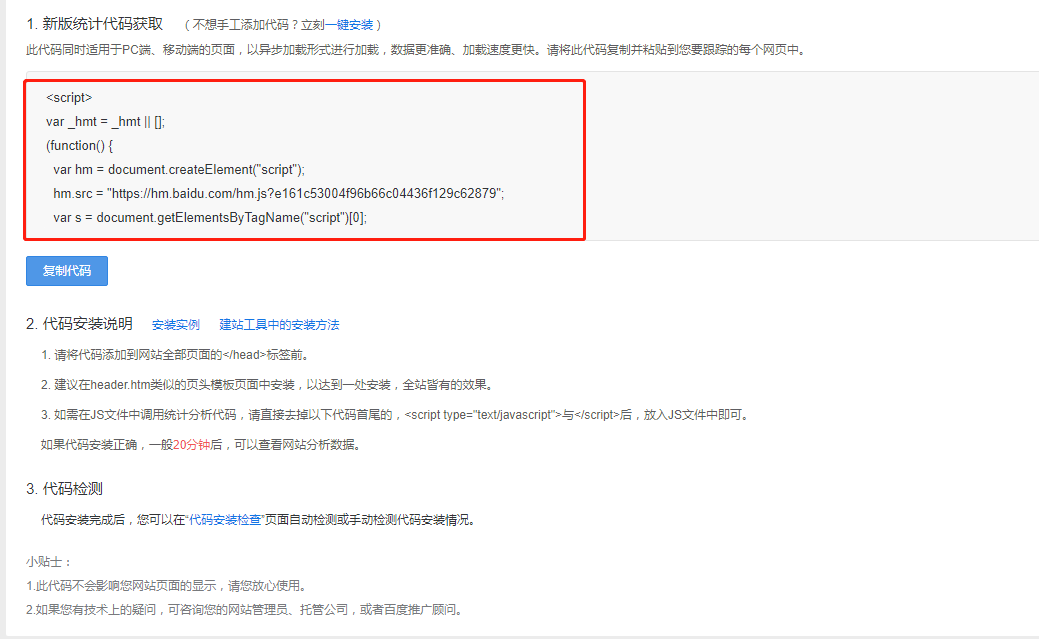 1. 新版统计代码获取 （ 不想手工添加代码？立刻一键安装 ）
此代码同时适用于PC端、移动端的页面，以异步加载形式进行加载，数据更准确、加载速度更快。请将此代码复制并粘贴到您要跟踪的每个网页中。
<script>
var _hmt = _hmt || [];
(function() {
  var hm = document.createElement("script");
  hm.src = "https://hm.baidu.com/hm.js?e161c53004f96b66c04436f129c62879";
  var s = document.getElementsByTagName("script")[0];
复制代码
2. 代码安装说明 安装实例 建站工具中的安装方法
1. 请将代码添加到网站全部页面的</head>标签前。
2. 建议在header.htm类似的页头模板页面中安装，以达到一处安装，全站皆有的效果。
3. 如需在JS文件中调用统计分析代码，请直接去掉以下代码首尾的，<script type="text/javascript">与</script>后，放入JS文件中即可。
如果代码安装正确，一般20分钟后，可以查看网站分析数据。
3. 代码检测
代码安装完成后，您可以在“代码安装检查”页面自动检测或手动检测代码安装情况。
小贴士：
1.此代码不会影响您网站页面的显示，请您放心使用。
2.如果您有技术上的疑问，可咨询您的网站管理员、托管公司，或者百度推广顾问。